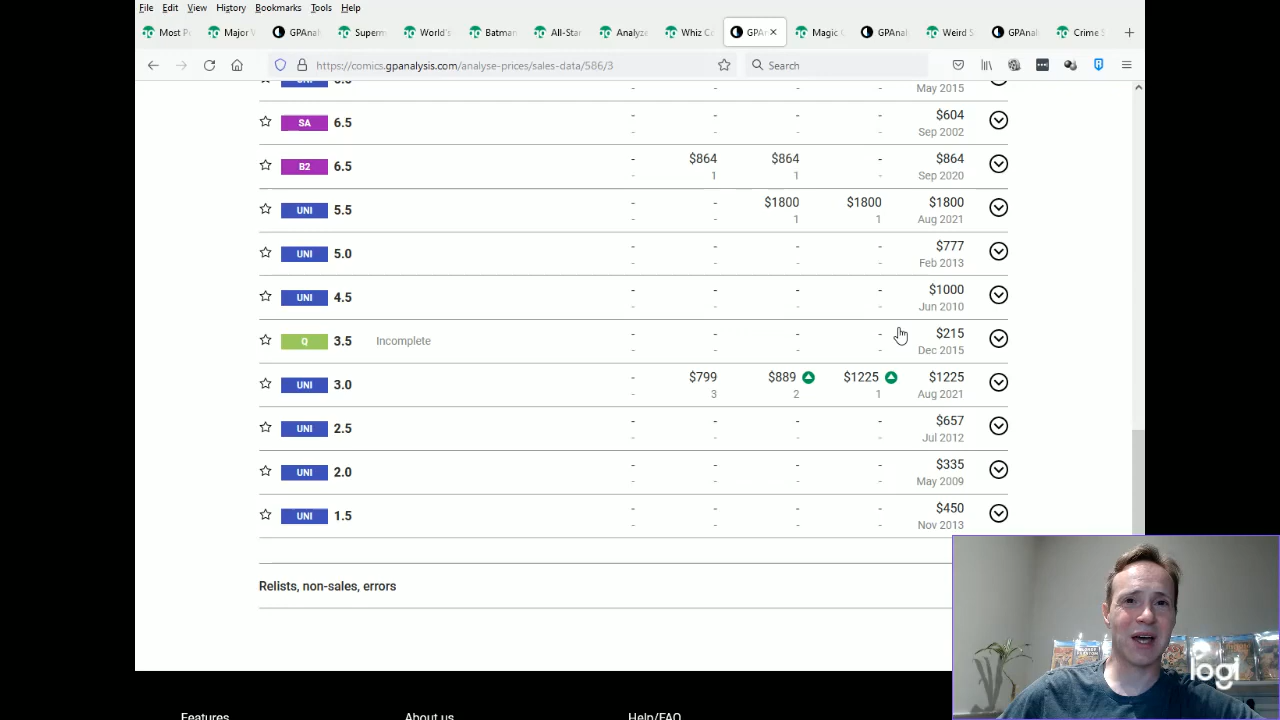 File Edit View History Bookmarks Tools Help
Most P Major V GPAnal Superm World's Batman All-Star Analyze Whiz Co GPAn Magic C GPAnal Weird S GPAnal Crime S
https://comics.gpanalysis.com/analyse-prices/sales-data/586/3 Search
May 2015
SA 6.5 - - - - $604
- - - - Sep 2002
B2 6.5 - $864 $864 - $864
- 1 1 - Sep 2020
UNI 5.5 - - $1800 $1800 $1800
- - 1 1 Aug 2021
UNI 5.0 - - - - $777
- - - - Feb 2013
UNI 4.5 - - - - $1000
- - - - Jun 2010
Q 3.5 Incomplete - - - - $215
- - - - Dec 2015
UNI 3.0 - $799 $889 $1225 $1225
- 3 2 1 Aug 2021
UNI 2.5 - - - - $657
- - - - Jul 2012
UNI 2.0 - - - - $335
- - - - May 2009
UNI 1.5 - - - - $450
- - - - Nov 2013
Relists, non-sales, errors
logi
Features About us Help/FAQ